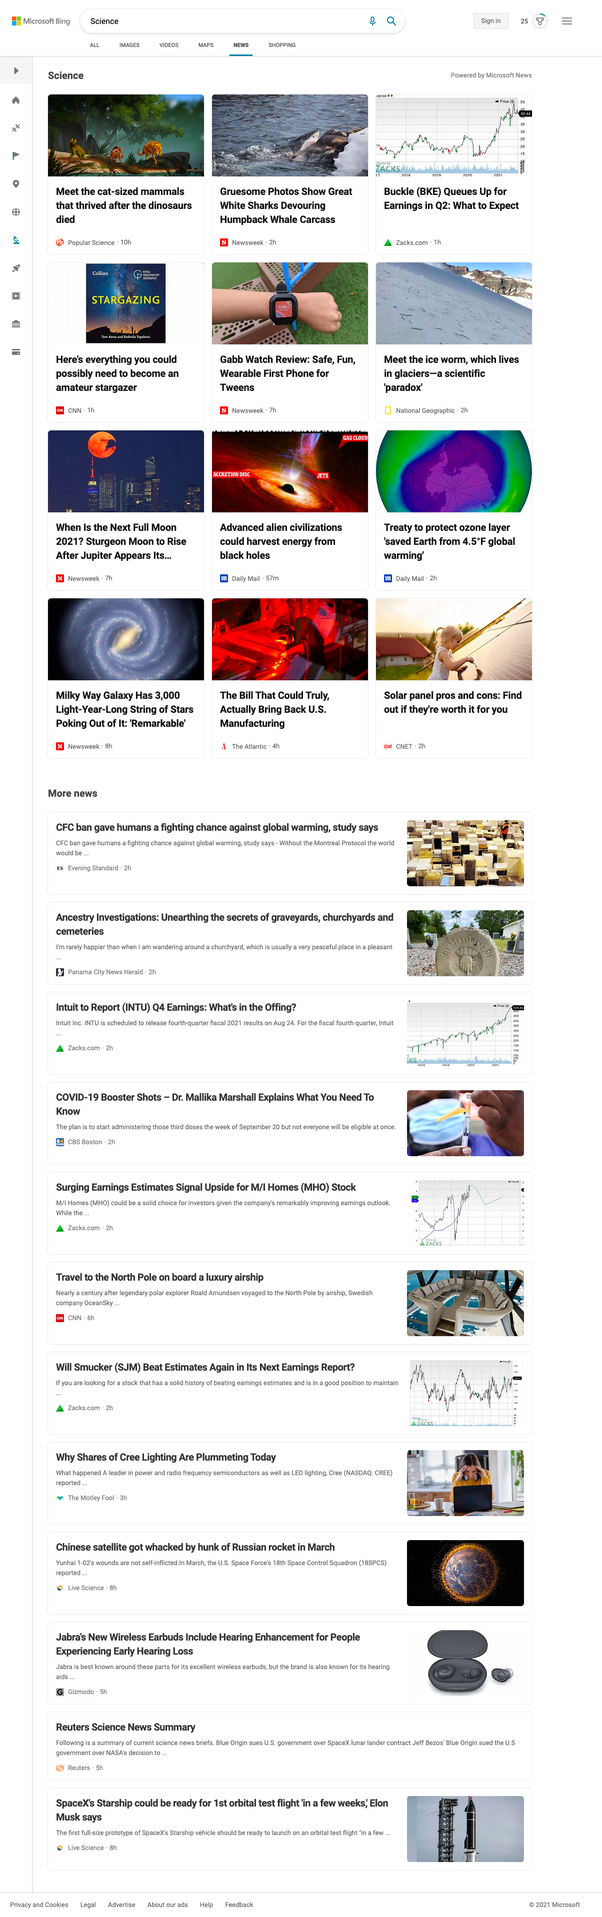 Microsoft Bing
Science
Sign in
25
ALL
IMAGES
VIDEOS
MAPS
NEWS
SHOPPING
Science
Powered by Microsoft News
Meet the cat-sized mammals
that thrived after the dinosaurs
died
Popular Science · 10h
Gruesome Photos Show Great
White Sharks Devouring
Humpback Whale Carcass
Newsweek · 2h
ZACKS
2018
2019
2020
2021
Buckle (BKE) Queues Up for
Earnings in Q2: What to Expect
Zacks.com · 1h
Collins
STARGAZING
Here's everything you could
possibly need to become an
amateur stargazer
CNN · 1h
Gabb Watch Review: Safe, Fun,
Wearable First Phone for
Tweens
Newsweek · 7h
Meet the ice worm, which lives
in glaciers—a scientific
'paradox'
National Geographic · 2h
When Is the Next Full Moon
2021? Sturgeon Moon to Rise
After Jupiter Appears Its...
Newsweek · 7h
GAS CLOUD
ACCRETION DISC
JETS
Advanced alien civilizations
could harvest energy from
black holes
Daily Mail · 57m
Treaty to protect ozone layer
'saved Earth from 4.5°F global
warming'
Daily Mail · 2h
Milky Way Galaxy Has 3,000
Light-Year-Long String of Stars
Poking Out of It: 'Remarkable'
Newsweek · 8h
The Bill That Could Truly,
Actually Bring Back U.S.
Manufacturing
The Atlantic · 4h
Solar panel pros and cons: Find
out if they're worth it for you
CNET · 2h
More news
CFC ban gave humans a fighting chance against global warming, study says
CFC ban gave humans a fighting chance against global warming, study says - Without the Montreal Protocol the world
would be ...
Evening Standard · 2h
Ancestry Investigations: Unearthing the secrets of graveyards, churchyards and
cemeteries
I'm rarely happier than when I am wandering around a churchyard, which is usually a very peaceful place in a pleasant
...
Panama City News Herald · 2h
Intuit to Report (INTU) Q4 Earnings: What's in the Offing?
Intuit Inc. INTU is scheduled to release fourth-quarter fiscal 2021 results on Aug 24. For the fiscal fourth quarter, Intuit
...
Zacks.com · 2h
COVID-19 Booster Shots – Dr. Mallika Marshall Explains What You Need To
Know
The plan is to start administering those third doses the week of September 20 but not everyone will be eligible at once.
CBS Boston · 2h
Surging Earnings Estimates Signal Upside for M/I Homes (MHO) Stock
M/I Homes (MHO) could be a solid choice for investors given the company's remarkably improving earnings outlook.
While the ...
Zacks.com · 2h
ZACKS
Travel to the North Pole on board a luxury airship
Nearly a century after legendary polar explorer Roald Amundsen voyaged to the North Pole by airship, Swedish
company OceanSky ...
CNN · 6h
Will Smucker (SJM) Beat Estimates Again in Its Next Earnings Report?
If you are looking for a stock that has a solid history of beating earnings estimates and is in a good position to maintain
...
Zacks.com · 2h
ZACKS
Why Shares of Cree Lighting Are Plummeting Today
What happened A leader in power and radio frequency semiconductors as well as LED lighting, Cree (NASDAQ: CREE)
reported ...
The Motley Fool · 3h
Chinese satellite got whacked by hunk of Russian rocket in March
Yunhai 1-02's wounds are not self-inflicted.In March, the U.S. Space Force's 18th Space Control Squadron (18SPCS)
reported ...
Live Science · 8h
Jabra's New Wireless Earbuds Include Hearing Enhancement for People
Experiencing Early Hearing Loss
Jabra is best known around these parts for its excellent wireless earbuds, but the brand is also known for its hearing
aids ...
Gizmodo · 5h
Reuters Science News Summary
Following is a summary of current science news briefs. Blue Origin sues U.S. government over SpaceX lunar lander contract Jeff Bezos' Blue Origin sued the U.S
government over NASA's decision to ...
Reuters · 5h
SpaceX's Starship could be ready for 1st orbital test flight 'in a few weeks,' Elon
Musk says
The first full-size prototype of SpaceX's Starship vehicle should be ready to launch on an orbital test flight "in a few ...
Live Science · 8h
Privacy and Cookies
Legal
Advertise
About our ads
Help
Feedback
© 2021 Microsoft